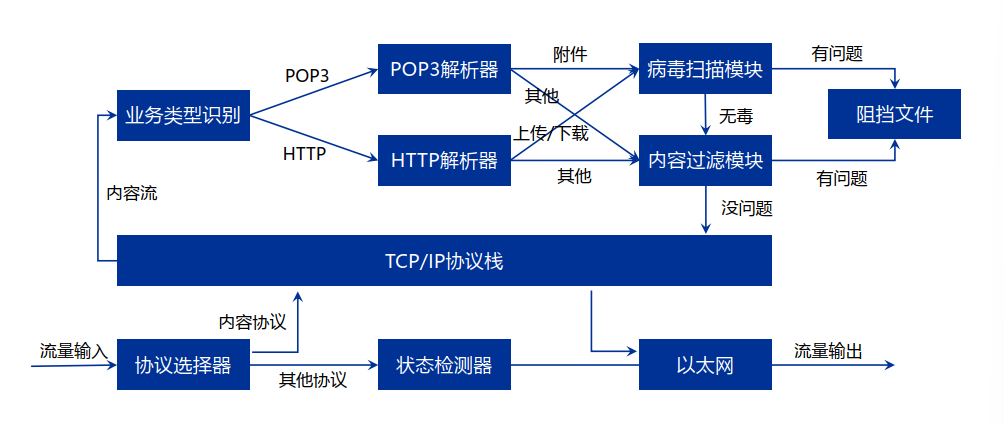 POP3解析器
附件
病毒扫描模块
有问题
POP3
业务类型识别
其他
无毒
阻挡文件
HTTP
上传/下载
HTTP解析器
其他
内容过滤模块
有问题
内容流
没问题
TCP/IP协议栈
内容协议
流量输入
协议选择器
其他协议
状态检测器
以太网
流量输出